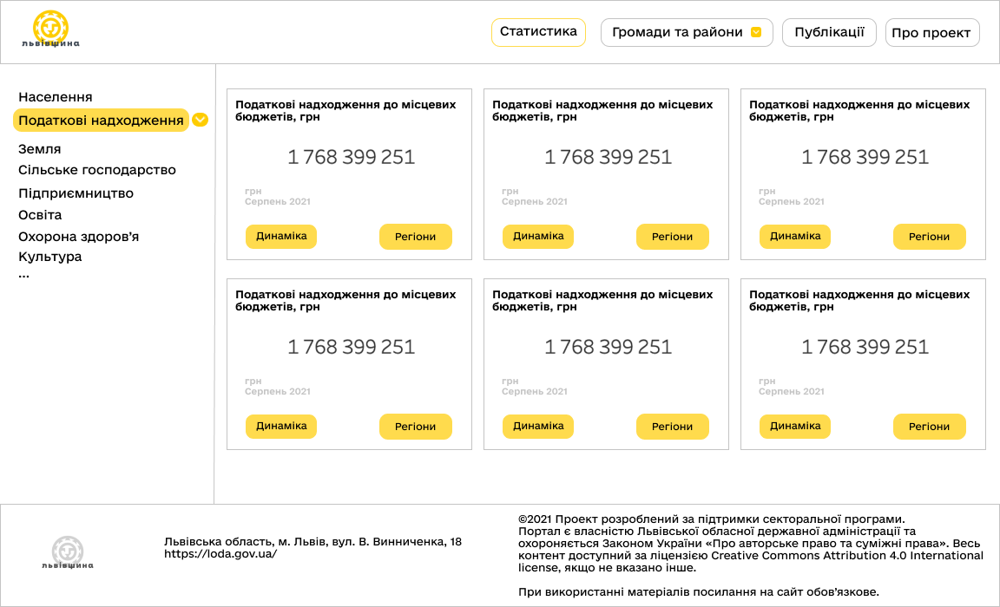 львівщина
Статистика
Громади та райони
Публікації
Про проект
Населення
Податкові надходження
Земля
Сільське господарство
Підприємництво
Освіта
Охорона здоров’я
Культура
...
Податкові надходження до місцевих
бюджетів, грн
1 768 399 251
грн
Серпень 2021
Динаміка
Регіони
Податкові надходження до місцевих
бюджетів, грн
1 768 399 251
грн
Серпень 2021
Динаміка
Регіони
Податкові надходження до місцевих
бюджетів, грн
1 768 399 251
грн
Серпень 2021
Динаміка
Регіони
Податкові надходження до місцевих
бюджетів, грн
1 768 399 251
грн
Серпень 2021
Динаміка
Регіони
Податкові надходження до місцевих
бюджетів, грн
1 768 399 251
грн
Серпень 2021
Динаміка
Регіони
Податкові надходження до місцевих
бюджетів, грн
1 768 399 251
грн
Серпень 2021
Динаміка
Регіони
львівщина
Львівська область, м. Львів, вул. В. Винниченка, 18
https://loda.gov.ua/
©2021 Проект розроблений за підтримки секторальної програми.
Портал є власністю Львівської обласної державної адміністрації та
охороняється Законом України «Про авторське право та суміжні права». Весь
контент доступний за ліцензією Creative Commons Attribution 4.0 International
license, якщо не вказано інше.
При використанні матеріалів посилання на сайт обов’язкове.